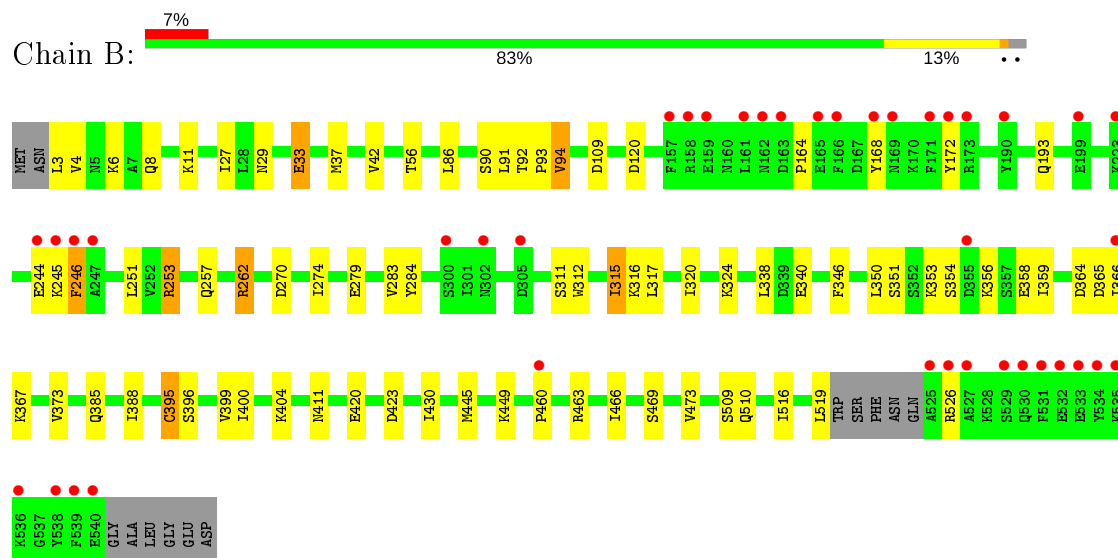 7%
Chain B:
83% 13% • •
MET ASN L3 V4 N5 K6 A7 Q8 K11 I27 L28 N29 E33 M37 V42 T56 L86 S90 L91 T92 P93 V94 D109 D120 F157 R158 E159 N160 L161 N162 D163 P164 E165 F166 D167 Y168 N169 K170 F171 Y172 R173 Y190 Q193 E199 K223
E244 K245 F246 A247 L251 V252 R253 Q257 R262 D270 I274 E279 V283 Y284 S300 I301 N302 D305 S311 W312 I315 K316 L317 I320 K324 L338 D339 E340 F346 L350 S351 S352 K353 S354 D355 K356 S357 E358 I359 D364 D365 I366
K367 V373 Q385 I388 C395 S396 V399 I400 K404 N411 E420 D423 I430 M445 K449 P460 R463 I466 S469 V473 S509 Q510 I516 L519 TRP SER PHE ASN GLN A525 R526 A527 K528 S529 Q530 F531 E532 E533 Y534 K535
K536 G537 Y538 F539 E540 GLY ALA LEU GLY GLU ASP